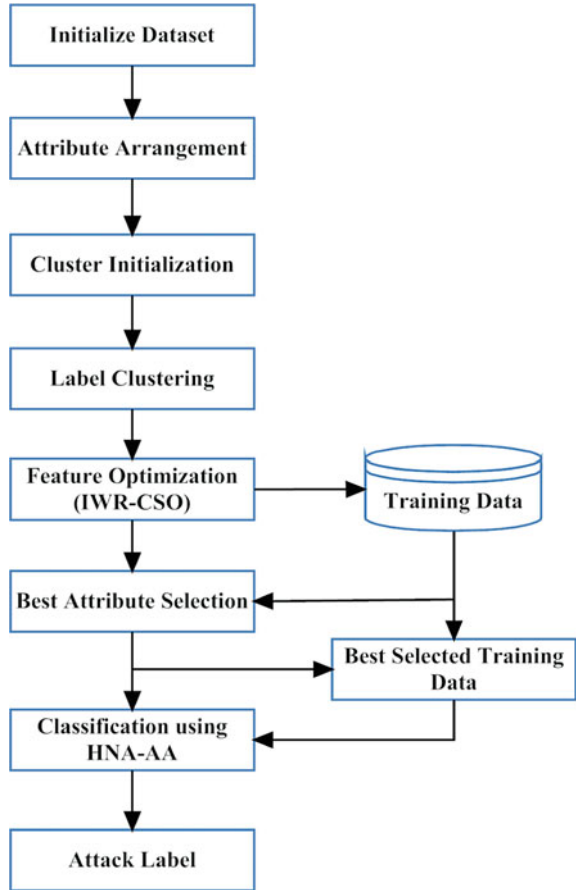 Initialize Dataset
Attribute Arrangement
Cluster Initialization
Label Clustering
Feature Optimization
(IWR-CSO)
Training Data
Best Attribute Selection
Best Selected Training
Data
Classification using
HNA-AA
Attack Label